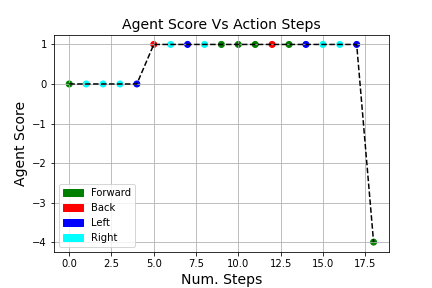 Agent Score Vs Action Steps
Agent Score
1
0
−1
−2
−3
−4
Forward
Back
Left
Right
0.0 2.5 5.0 7.5 10.0 12.5 15.0 17.5
Num. Steps